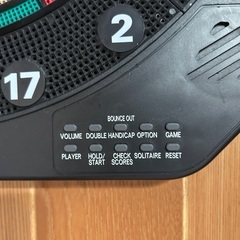 2
17
BOUNCE OUT
VOLUME DOUBLE HANDICAP OPTION GAME
PLAYER HOLD/ CHECK SOLITAIRE RESET
START SCORES